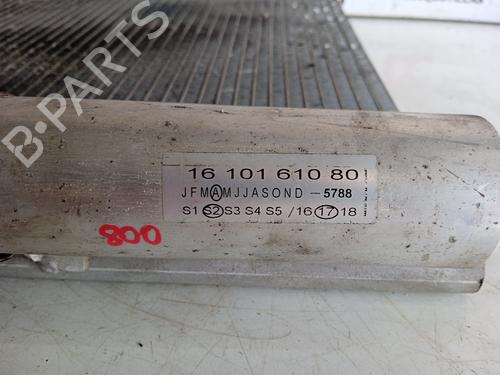 16 101 610 80
JFMAMJJASOND - 5788
S1 S2 S3 S4 S5 / 16 17 18
800
B-PARTS